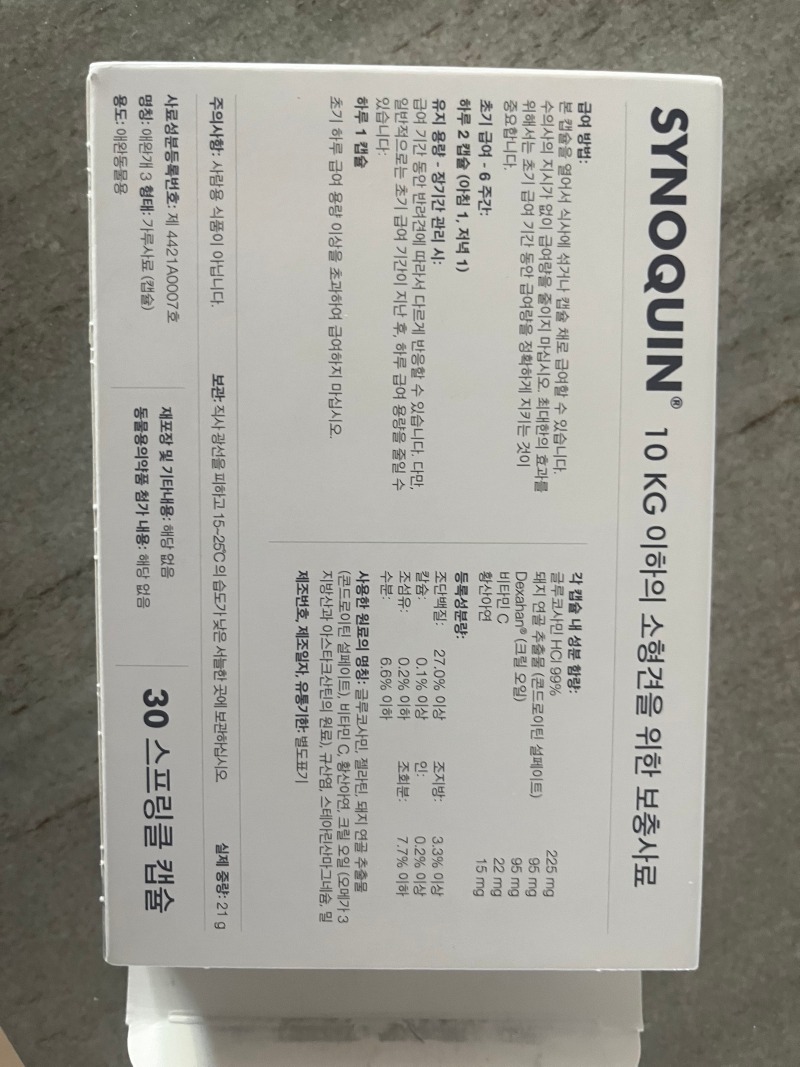 SYNOQUIN® 10 KG 이하의 소형견을 위한 보충사료
급여 방법:
본 캡슐을 열어서 식사에 섞거나 캡슐 채로 급여할 수 있습니다.
수의사의 지시가 없이 급여량을 줄이지 마십시오. 최대한의 효과를
위해서는 초기 급여 기간 동안 급여량을 정확하게 지키는 것이
중요합니다.
초기 급여 - 6 주간:
하루 2 캡슐 (아침 1, 저녁 1)
유지 용량 - 장기간 관리 시:
급여 기간 동안 반려견에 따라서 다르게 반응할 수 있습니다. 다만,
일반적으로는 초기 급여 기간이 지난 후, 하루 급여 용량을 줄일 수
있습니다:
하루 1 캡슐
초기 하루 급여 용량 이상을 초과하여 급여하지 마십시오.
각 캡슐 내 성분 함량:
글루코사민 HCl 99% 225 mg
돼지 연골 추출물 (콘드로이틴 설페이트) 95 mg
Dexahan® (크릴 오일) 95 mg
비타민 C 22 mg
황산아연 15 mg
등록성분량:
조단백질: 27.0% 이상 조지방: 3.3% 이상
칼슘: 0.1% 이상 인: 0.2% 이상
조섬유: 0.2% 이하 조회분: 7.7% 이하
수분: 6.6% 이하
사용한 원료의 명칭: 글루코사민, 젤라틴, 돼지 연골 추출물
(콘드로이틴 설페이트), 비타민 C, 황산아연, 크릴 오일 (오메가 3
지방산과 아스타크산틴의 원료), 규산염, 스테아린산마그네슘, 밀
제조번호, 제조일자, 유통기한: 별도표기
주의사항: 사람용 식품이 아닙니다.
보관: 직사 광선을 피하고 15~25℃의 습도가 낮은 서늘한 곳에 보관하십시오.
실제 중량: 21 g
사료성분등록번호: 제 4421A0007호
명칭: 애완개 3 형태: 가루사료 (캡슐)
용도: 애완동물용
재포장 및 기타내용: 해당 없음
동물용의약품 첨가 내용: 해당 없음
30 스프링클 캡슐